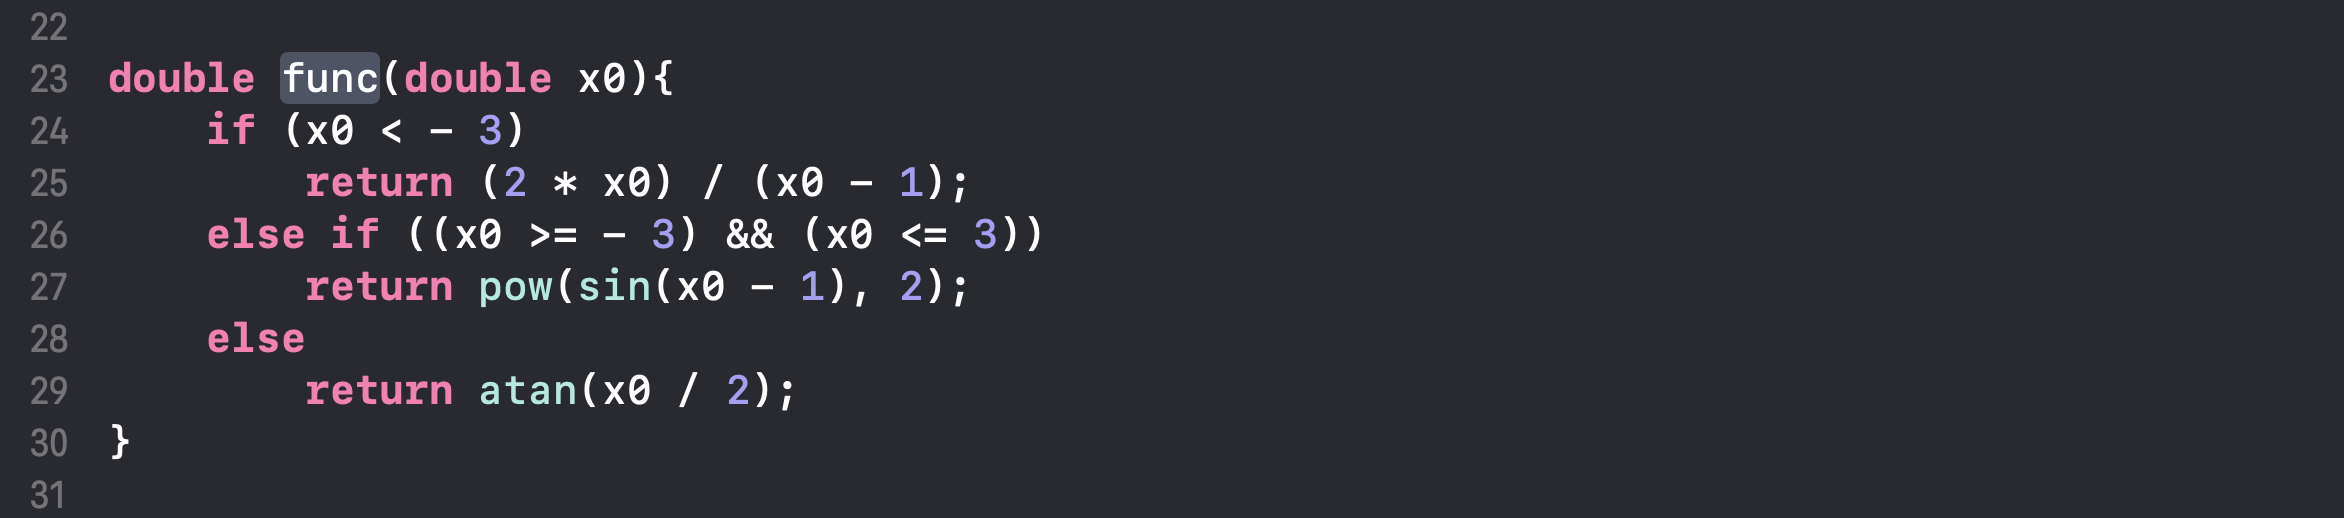 22
23 double func(double x0){
24     if (x0 < - 3)
25         return (2 * x0) / (x0 - 1);
26     else if ((x0 >= - 3) && (x0 <= 3))
27         return pow(sin(x0 - 1), 2);
28     else
29         return atan(x0 / 2);
30 }
31